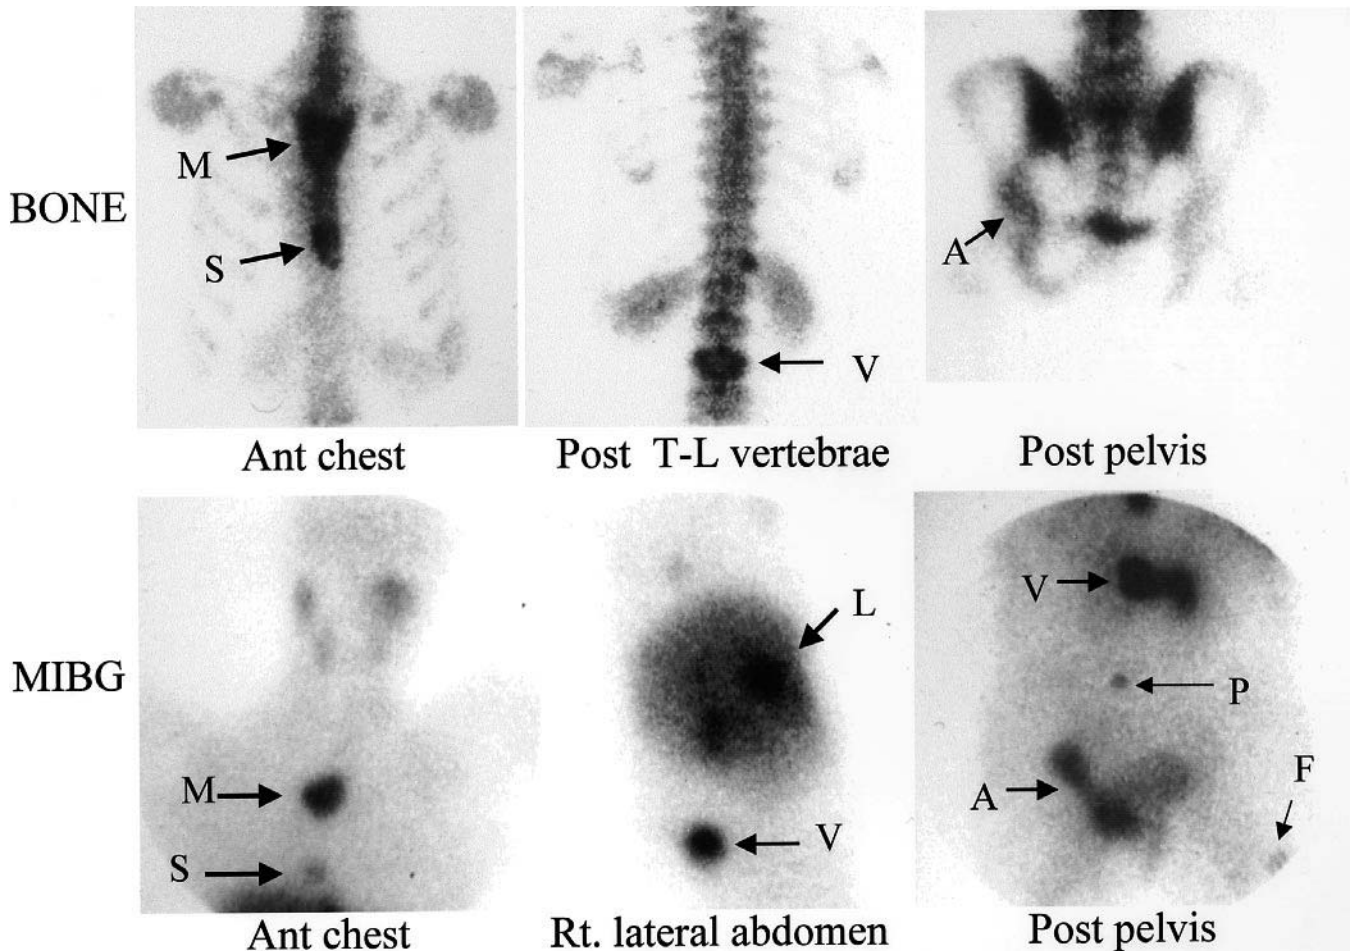 M
S
BONE
V
A
Ant chest
Post T-L vertebrae
Post pelvis
L
V
MIBG
P
M
F
A
V
S
Ant chest
Rt. lateral abdomen
Post pelvis